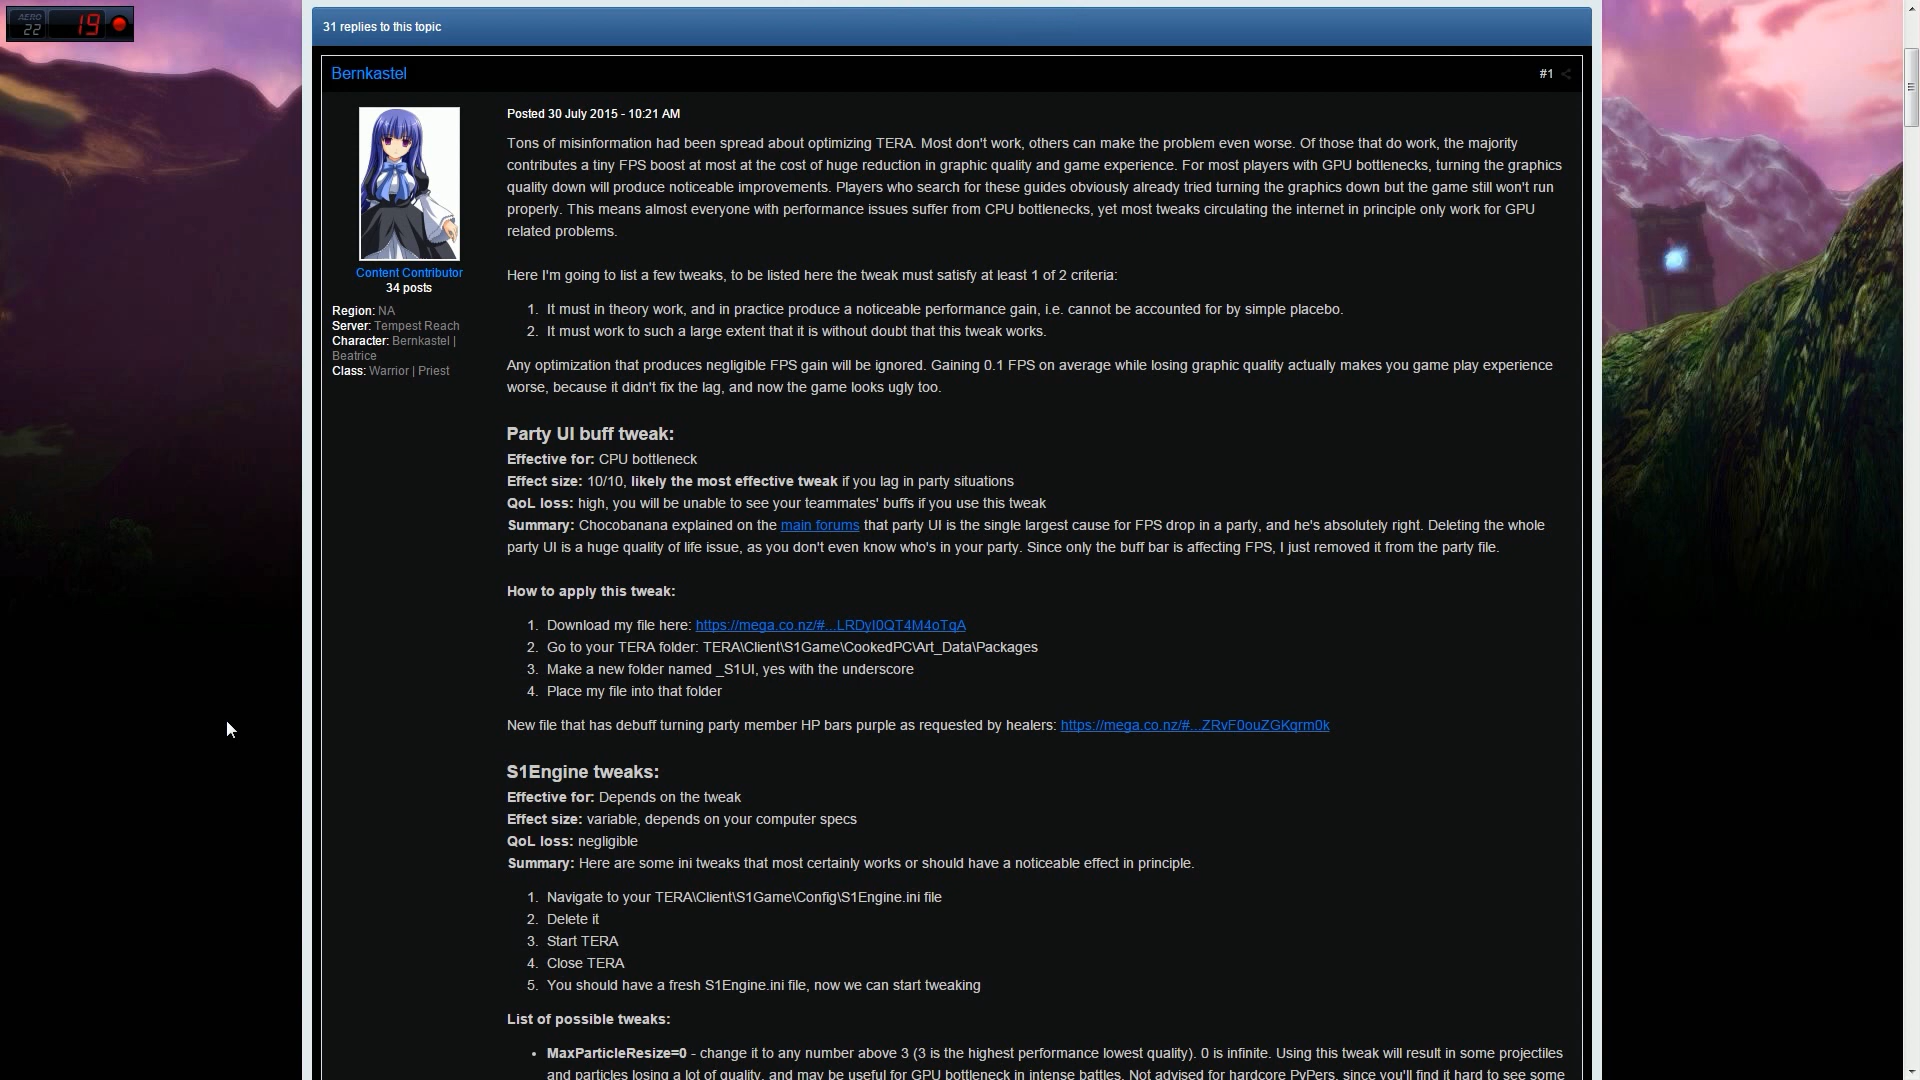 AERO
22
19
31 replies to this topic
Bernkastel
#1
Content Contributor
34 posts
Region: NA
Server: Tempest Reach
Character: Bernkastel |
Beatrice
Class: Warrior | Priest
Posted 30 July 2015 - 10:21 AM
Tons of misinformation had been spread about optimizing TERA. Most don't work, others can make the problem even worse. Of those that do work, the majority
contributes a tiny FPS boost at most at the cost of huge reduction in graphic quality and game experience. For most players with GPU bottlenecks, turning the graphics
quality down will produce noticeable improvements. Players who search for these guides obviously already tried turning the graphics down but the game still won't run
properly. This means almost everyone with performance issues suffer from CPU bottlenecks, yet most tweaks circulating the internet in principle only work for GPU
related problems.
Here I'm going to list a few tweaks, to be listed here the tweak must satisfy at least 1 of 2 criteria:
1. It must in theory work, and in practice produce a noticeable performance gain, i.e. cannot be accounted for by simple placebo.
2. It must work to such a large extent that it is without doubt that this tweak works.
Any optimization that produces negligible FPS gain will be ignored. Gaining 0.1 FPS on average while losing graphic quality actually makes you game play experience
worse, because it didn't fix the lag, and now the game looks ugly too.
Party UI buff tweak:
Effective for: CPU bottleneck
Effect size: 10/10, likely the most effective tweak if you lag in party situations
QoL loss: high, you will be unable to see your teammates' buffs if you use this tweak
Summary: Chocobanana explained on the main forums that party UI is the single largest cause for FPS drop in a party, and he's absolutely right. Deleting the whole
party UI is a huge quality of life issue, as you don't even know who's in your party. Since only the buff bar is affecting FPS, I just removed it from the party file.
How to apply this tweak:
1. Download my file here: https://mega.co.nz/#...LRDyI0QT4M4oTqA
2. Go to your TERA folder: TERA\Client\S1Game\CookedPC\Art_Data\Packages
3. Make a new folder named _S1UI, yes with the underscore
4. Place my file into that folder
New file that has debuff turning party member HP bars purple as requested by healers: https://mega.co.nz/#...ZRvF0ouZGKqrm0k
S1Engine tweaks:
Effective for: Depends on the tweak
Effect size: variable, depends on your computer specs
QoL loss: negligible
Summary: Here are some ini tweaks that most certainly works or should have a noticeable effect in principle.
1. Navigate to your TERA\Client\S1Game\Config\S1Engine.ini file
2. Delete it
3. Start TERA
4. Close TERA
5. You should have a fresh S1Engine.ini file, now we can start tweaking
List of possible tweaks:
• MaxParticleResize=0 - change it to any number above 3 (3 is the highest performance lowest quality). 0 is infinite. Using this tweak will result in some projectiles
and particles losing a lot of quality, and may be useful for GPU bottleneck in intense battles. Not advised for hardcore PvPers, since you'll find it hard to see some